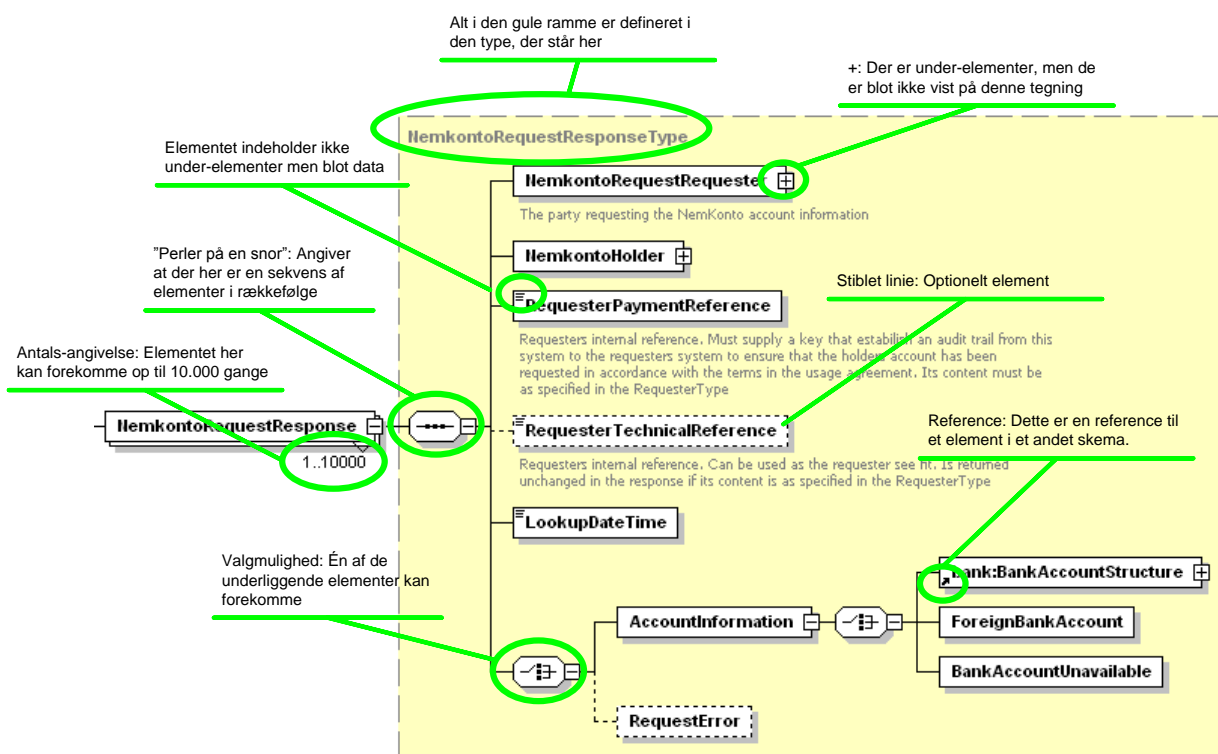 Alt i den gule ramme er defineret i
den type, der står her
+: Der er under-elementer, men de
er blot ikke vist på denne tegning
NemkontoRequestResponseType
Elementet indeholder ikke
under-elementer men blot data
NemkontoRequestRequester
The party requesting the NemKonto account information
”Perler på en snor”: Angiver
at der her er en sekvens af
elementer i rækkefølge
NemkontoHolder
Stiblet linie: Optionelt element
RequesterPaymentReference
Requesters internal reference. Must supply a key that estabilish an audit trail from this
system to the requesters system to ensure that the holders account has been
requested in accordance with the terms in the usage agreement. Its content must be
as specified in the RequesterType
Antals-angivelse: Elementet her
kan forekomme op til 10.000 gange
NemkontoRequestResponse
1..10000
RequesterTechnicalReference
Requesters internal reference. Can be used as the requester see fit. Is returned
unchanged in the response if its content is as specified in the RequesterType
Reference: Dette er en reference til
et element i et andet skema.
LookupDateTime
Valgmulighed: Én af de
underliggende elementer kan
forekomme
Bank:BankAccountStructure
AccountInformation
ForeignBankAccount
BankAccountUnavailable
RequestError